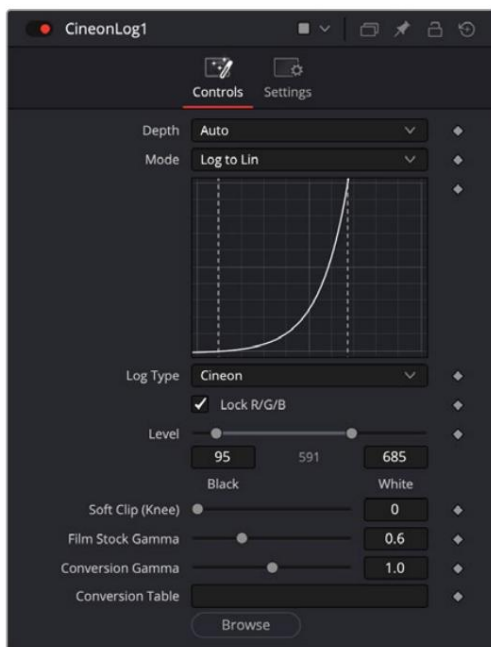 CineonLog1
Controls Settings
Depth Auto
Mode Log to Lin
Log Type Cineon
Lock R/G/B
Level
95 591 685
Black White
Soft Clip (Knee) 0
Film Stock Gamma 0.6
Conversion Gamma 1.0
Conversion Table
Browse